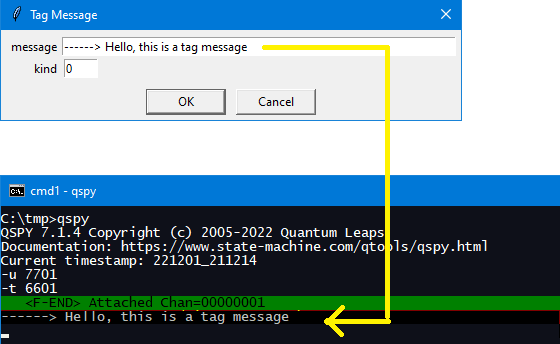 Tag Message
message ------> Hello, this is a tag message
kind 0
OK Cancel
cmd1 - qspy
C:\tmp>qspy
QSPY 7.1.4 Copyright (c) 2005-2022 Quantum Leaps
Documentation: https://www.state-machine.com/qtools/qspy.html
Current timestamp: 221201_211214
-u 7701
-t 6601
<F-END> Attached Chan=00000001
------> Hello, this is a tag message